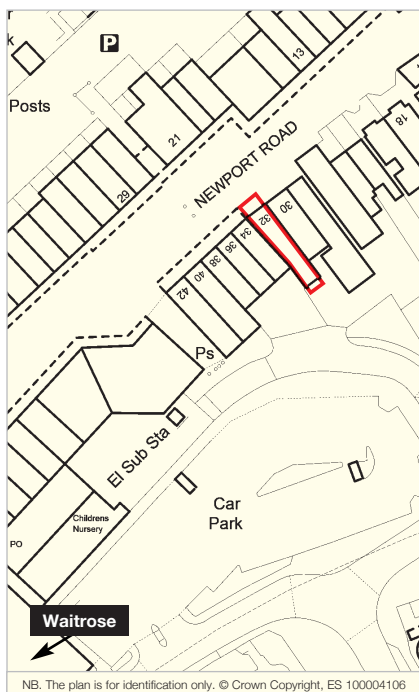 r
k
P
Posts
13
21
29
NEWPORT ROAD
18
30
32
34
36
38
40
42
Ps
El Sub Sta
Car
Park
Childrens
Nursery
PO
Waitrose
NB. The plan is for identification only. © Crown Copyright, ES 100004106